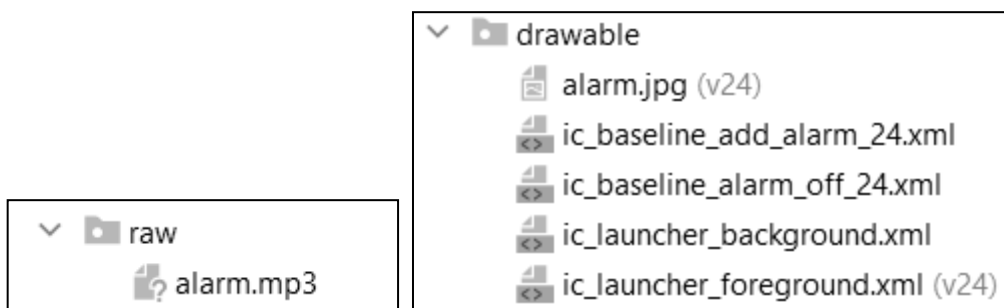 raw
alarm.mp3
drawable
alarm.jpg (v24)
ic_baseline_add_alarm_24.xml
ic_baseline_alarm_off_24.xml
ic_launcher_background.xml
ic_launcher_foreground.xml (v24)